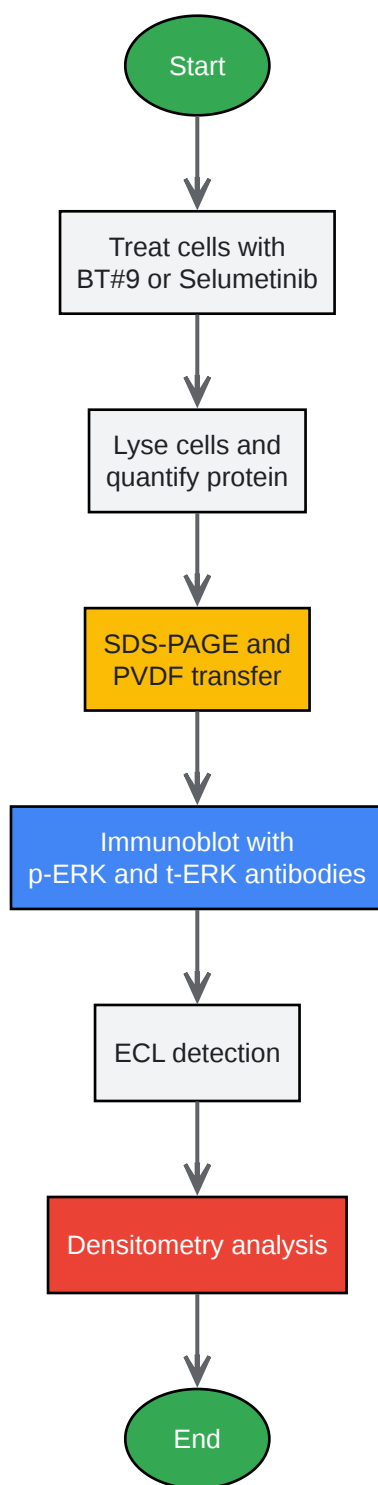 Start
Treat cells with
BT#9 or Selumetinib
Lyse cells and
quantify protein
SDS-PAGE and
PVDF transfer
Immunoblot with
p-ERK and t-ERK antibodies
ECL detection
Densitometry analysis
End